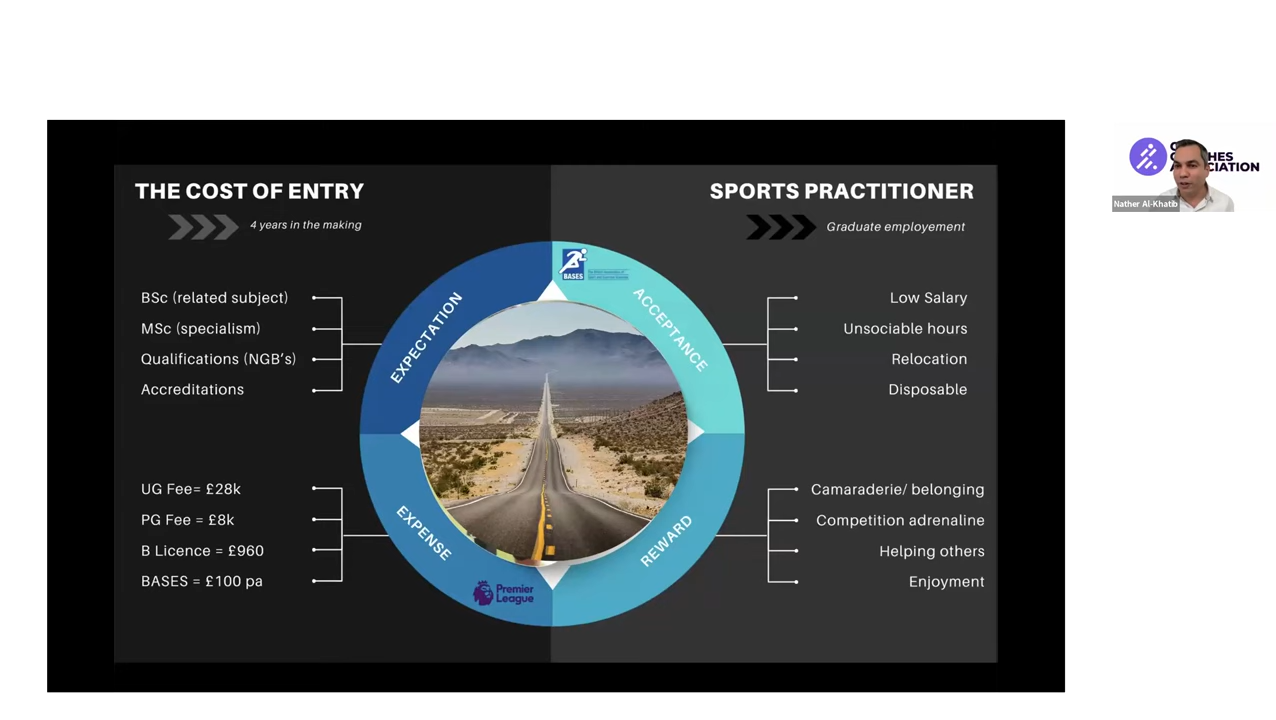 THE COST OF ENTRY
4 years in the making
BSc (related subject)
MSc (specialism)
Qualifications (NGB's)
Accreditations
UG Fee= £28k
PG Fee = £8k
B Licence = £960
BASES = £100 pa
EXPECTATION
ACCEPTANCE
EXPENSE
REWARD
BASES
Premier
League
SPORTS PRACTITIONER
Graduate employement
Low Salary
Unsociable hours
Relocation
Disposable
Camaraderie/ belonging
Competition adrenaline
Helping others
Enjoyment
Nather Al-Khatib